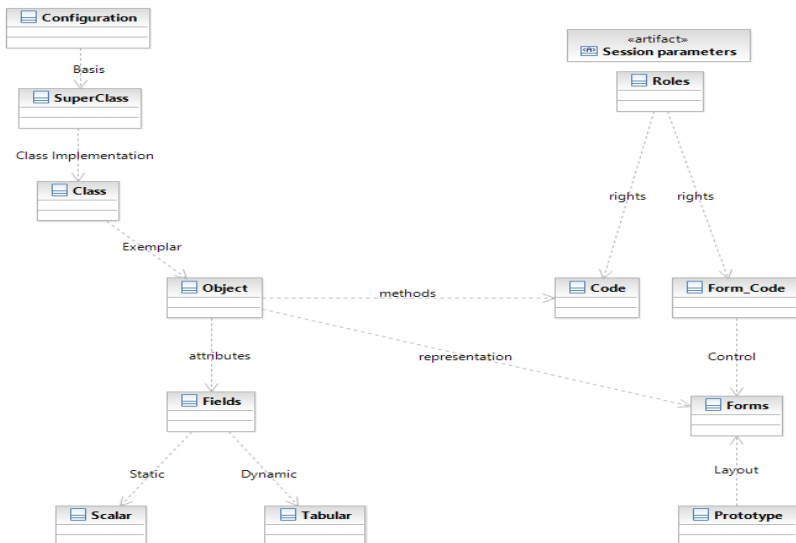 Configuration
«artifact»
Session parameters
Basis
Roles
SuperClass
Class Implementation
Class
rights
rights
Exemplar
Object
Code
Form_Code
methods
attributes
representation
Control
Fields
Forms
Static
Dynamic
Layout
Scalar
Tabular
Prototype